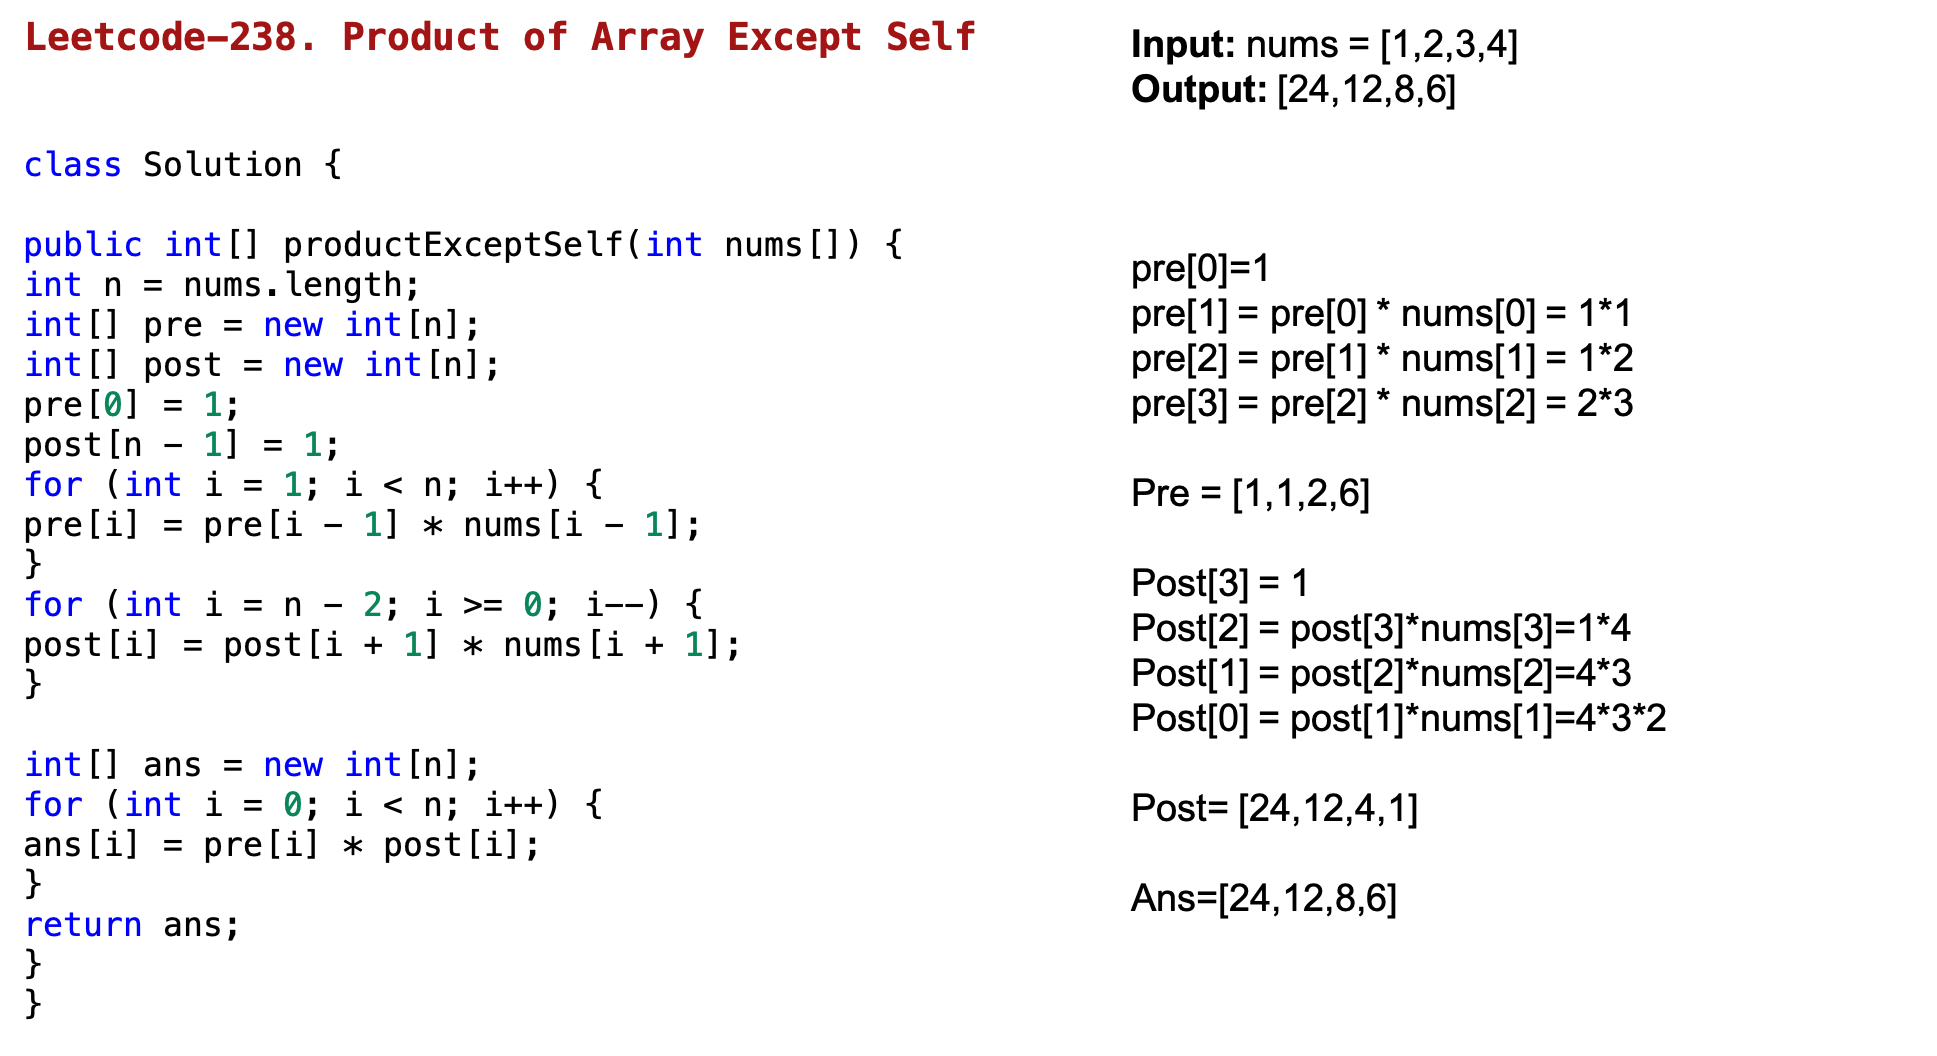 Leetcode-238. Product of Array Except Self
class Solution {
public int[] productExceptSelf(int nums[]) {
int n = nums.length;
int[] pre = new int[n];
int[] post = new int[n];
pre[0] = 1;
post[n - 1] = 1;
for (int i = 1; i < n; i++) {
pre[i] = pre[i - 1] * nums[i - 1];
}
for (int i = n - 2; i >= 0; i--) {
post[i] = post[i + 1] * nums[i + 1];
}
int[] ans = new int[n];
for (int i = 0; i < n; i++) {
ans[i] = pre[i] * post[i];
}
return ans;
}
}
Input: nums = [1,2,3,4]
Output: [24,12,8,6]
pre[0]=1
pre[1] = pre[0] * nums[0] = 1*1
pre[2] = pre[1] * nums[1] = 1*2
pre[3] = pre[2] * nums[2] = 2*3
Pre = [1,1,2,6]
Post[3] = 1
Post[2] = post[3]*nums[3]=1*4
Post[1] = post[2]*nums[2]=4*3
Post[0] = post[1]*nums[1]=4*3*2
Post= [24,12,4,1]
Ans=[24,12,8,6]